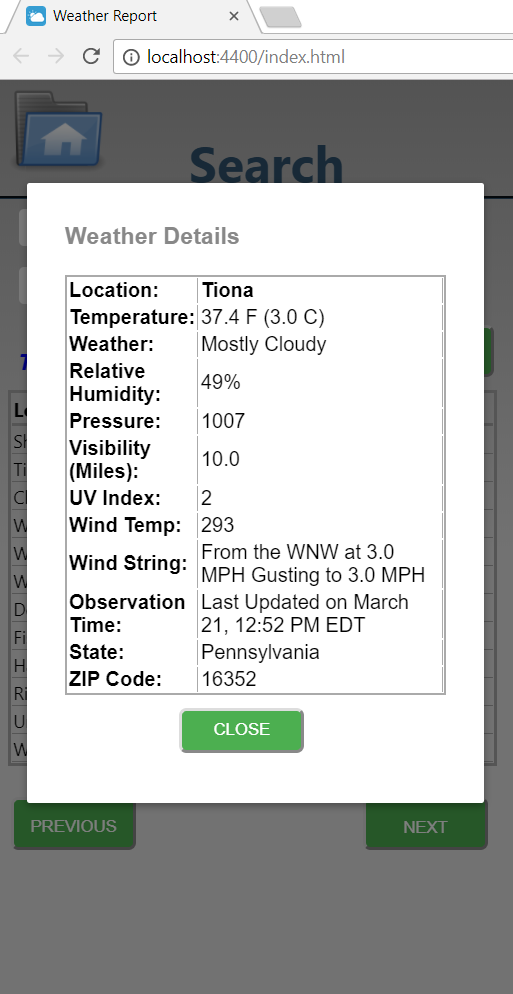 Weather Report
localhost:4400/index.html
Search
Weather Details
Location: Tiona
Temperature: 37.4 F (3.0 C)
Weather: Mostly Cloudy
Relative
Humidity: 49%
Pressure: 1007
Visibility
(Miles): 10.0
UV Index: 2
Wind Temp: 293
Wind String: From the WNW at 3.0
MPH Gusting to 3.0 MPH
Observation Last Updated on March
Time: 21, 12:52 PM EDT
State: Pennsylvania
ZIP Code: 16352
CLOSE
PREVIOUS NEXT